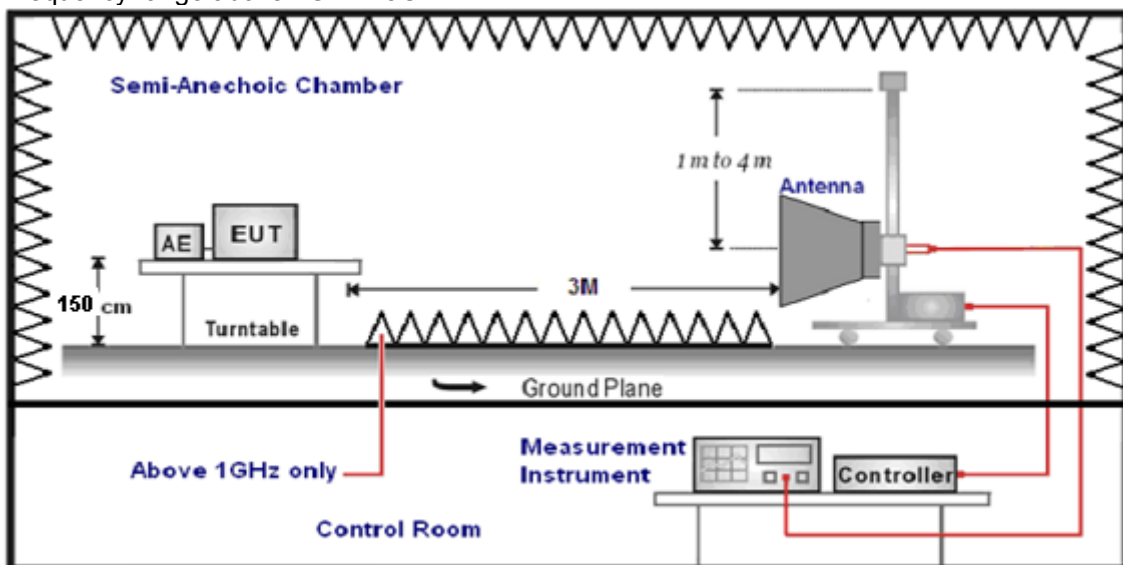 Semi-Anechoic Chamber
1 m to 4 m
Antenna
AE
EUT
150 cm
3M
Turntable
Ground Plane
Above 1GHz only
Measurement
Instrument
Controller
Control Room